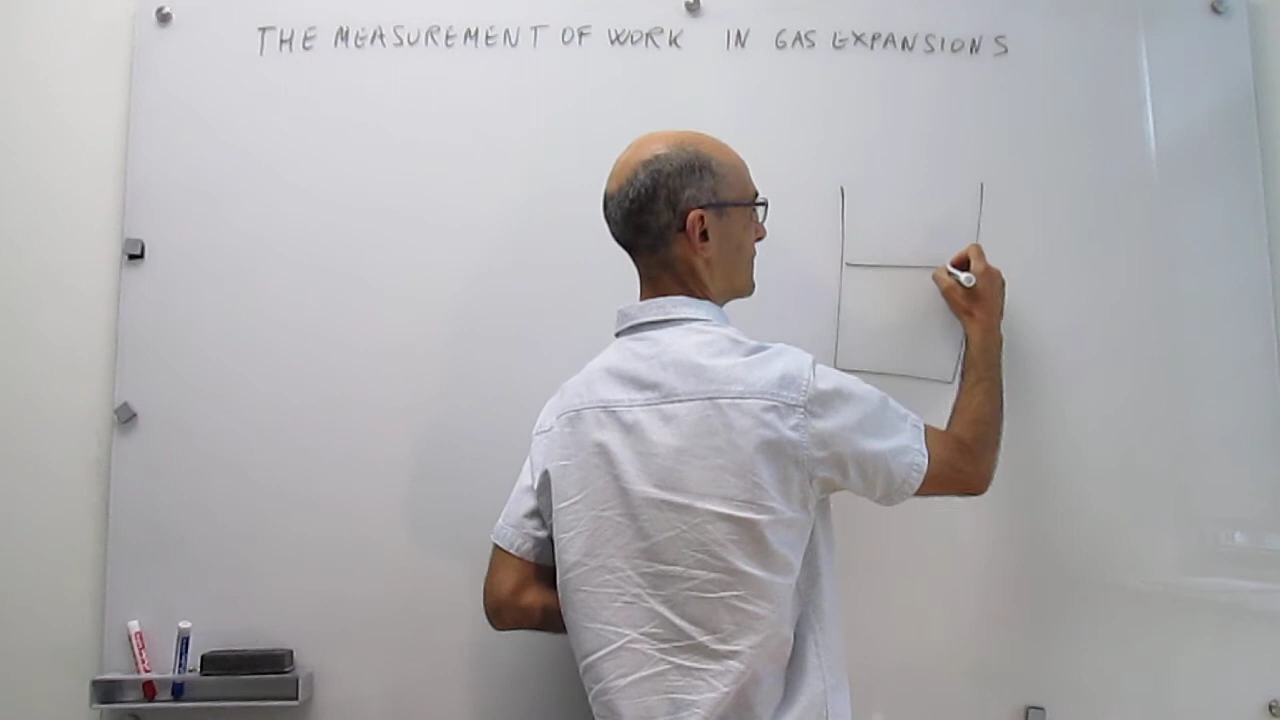 THE MEASUREMENT OF WORK IN GAS EXPANSIONS